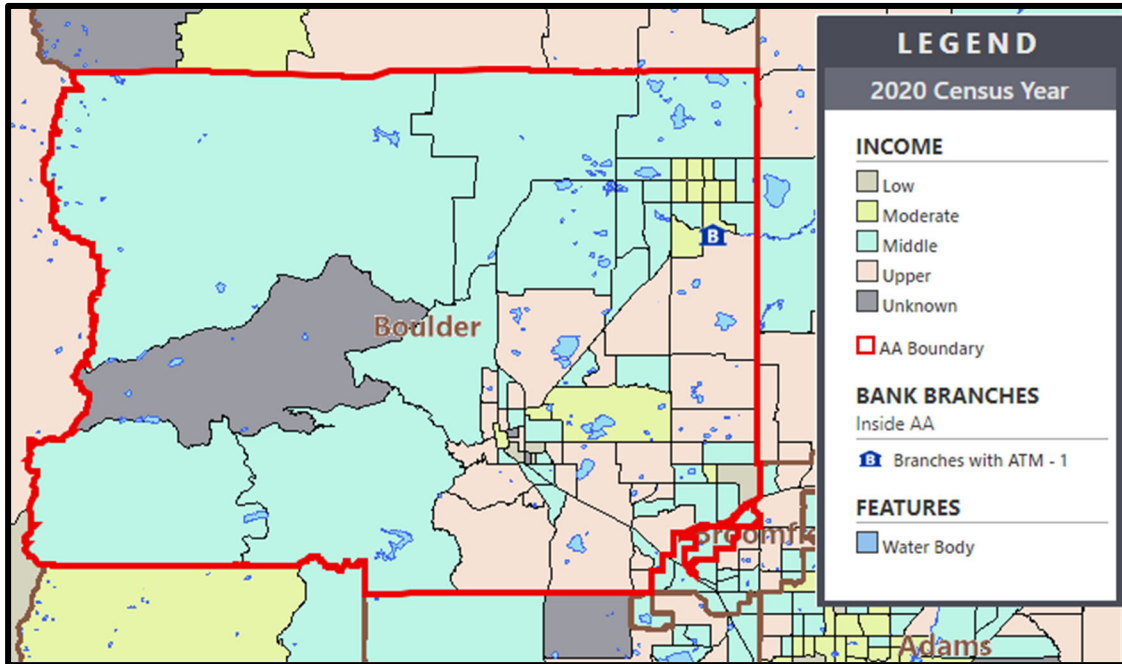 LEGEND
2020 Census Year
INCOME
Low
Moderate
Middle
Upper
Unknown
AA Boundary
BANK BRANCHES
Inside AA
B Branches with ATM - 1
FEATURES
Water Body
B
Boulder
Adams